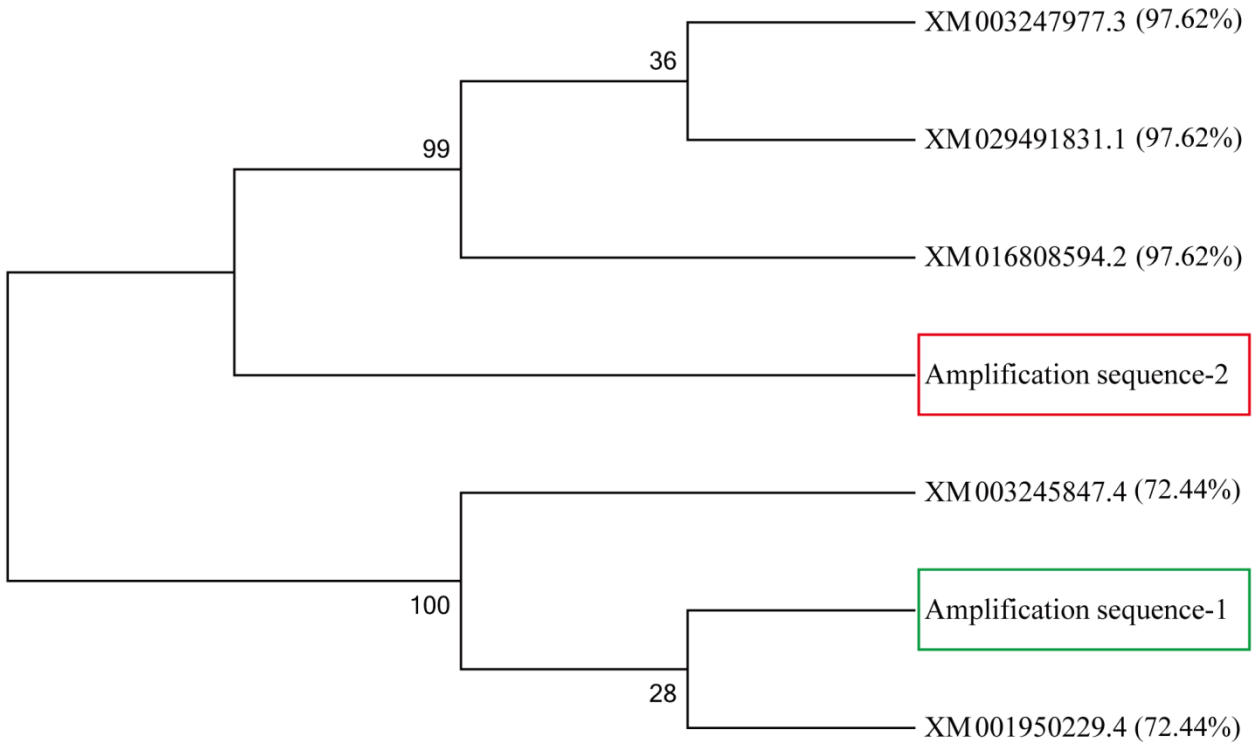 XM003247977.3 (97.62%)
36
XM029491831.1 (97.62%)
99
XM016808594.2 (97.62%)
Amplification sequence-2
XM003245847.4 (72.44%)
100
Amplification sequence-1
28
XM001950229.4 (72.44%)